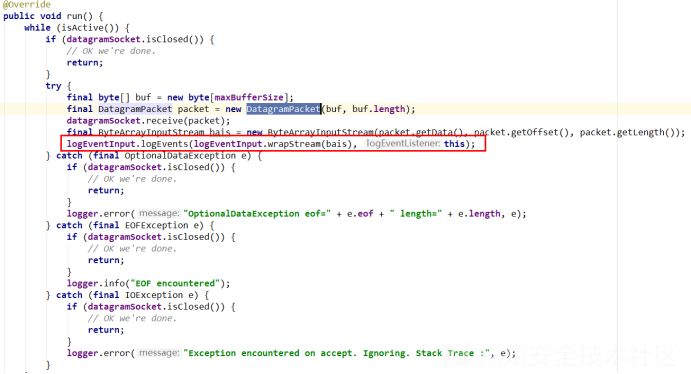 @Override
public void run() {
while (isActive()) {
if (datagramSocket.isClosed()) {
// OK we're done.
return;
}
try {
final byte[] buf = new byte[maxBufferSize];
final DatagramPacket packet = new DatagramPacket(buf, buf.length);
datagramSocket.receive(packet);
final ByteArrayInputStream bais = new ByteArrayInputStream(packet.getData(), packet.getOffset(), packet.getLength());
logEventInput.logEvents(logEventInput.wrapStream(bais), logEventListener: this);
} catch (final OptionalDataException e) {
if (datagramSocket.isClosed()) {
// OK we're done.
return;
}
logger.error( message: "OptionalDataException eof=" + e.eof + " length=" + e.length, e);
} catch (final EOFException e) {
if (datagramSocket.isClosed()) {
// OK we're done.
return;
}
logger.info("EOF encountered");
} catch (final IOException e) {
if (datagramSocket.isClosed()) {
// OK we're done.
return;
}
logger.error( message: "Exception encountered on accept. Ignoring. Stack Trace :", e);
}
安全技术社区